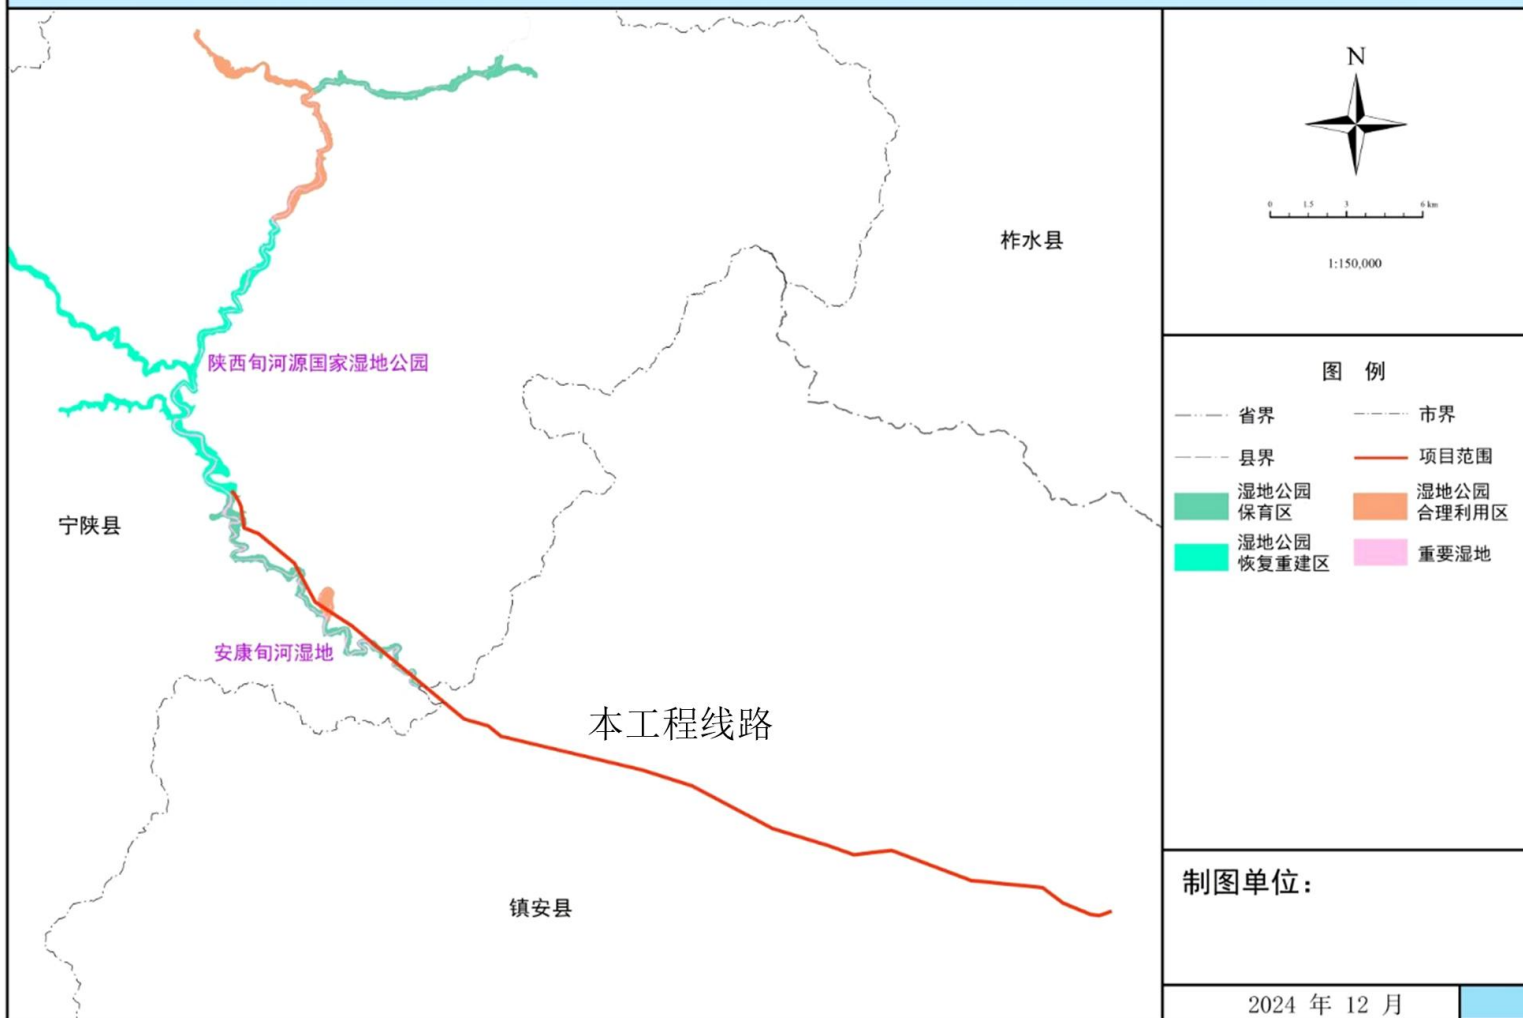 N
0 1.5 3 6 km
1:150,000
柞水县
陕西旬河源国家湿地公园
宁陕县
安康旬河湿地
本工程线路
镇安县
图 例
省界
市界
县界
项目范围
湿地公园
保育区
湿地公园
合理利用区
湿地公园
恢复重建区
重要湿地
制图单位：
2024 年 12 月